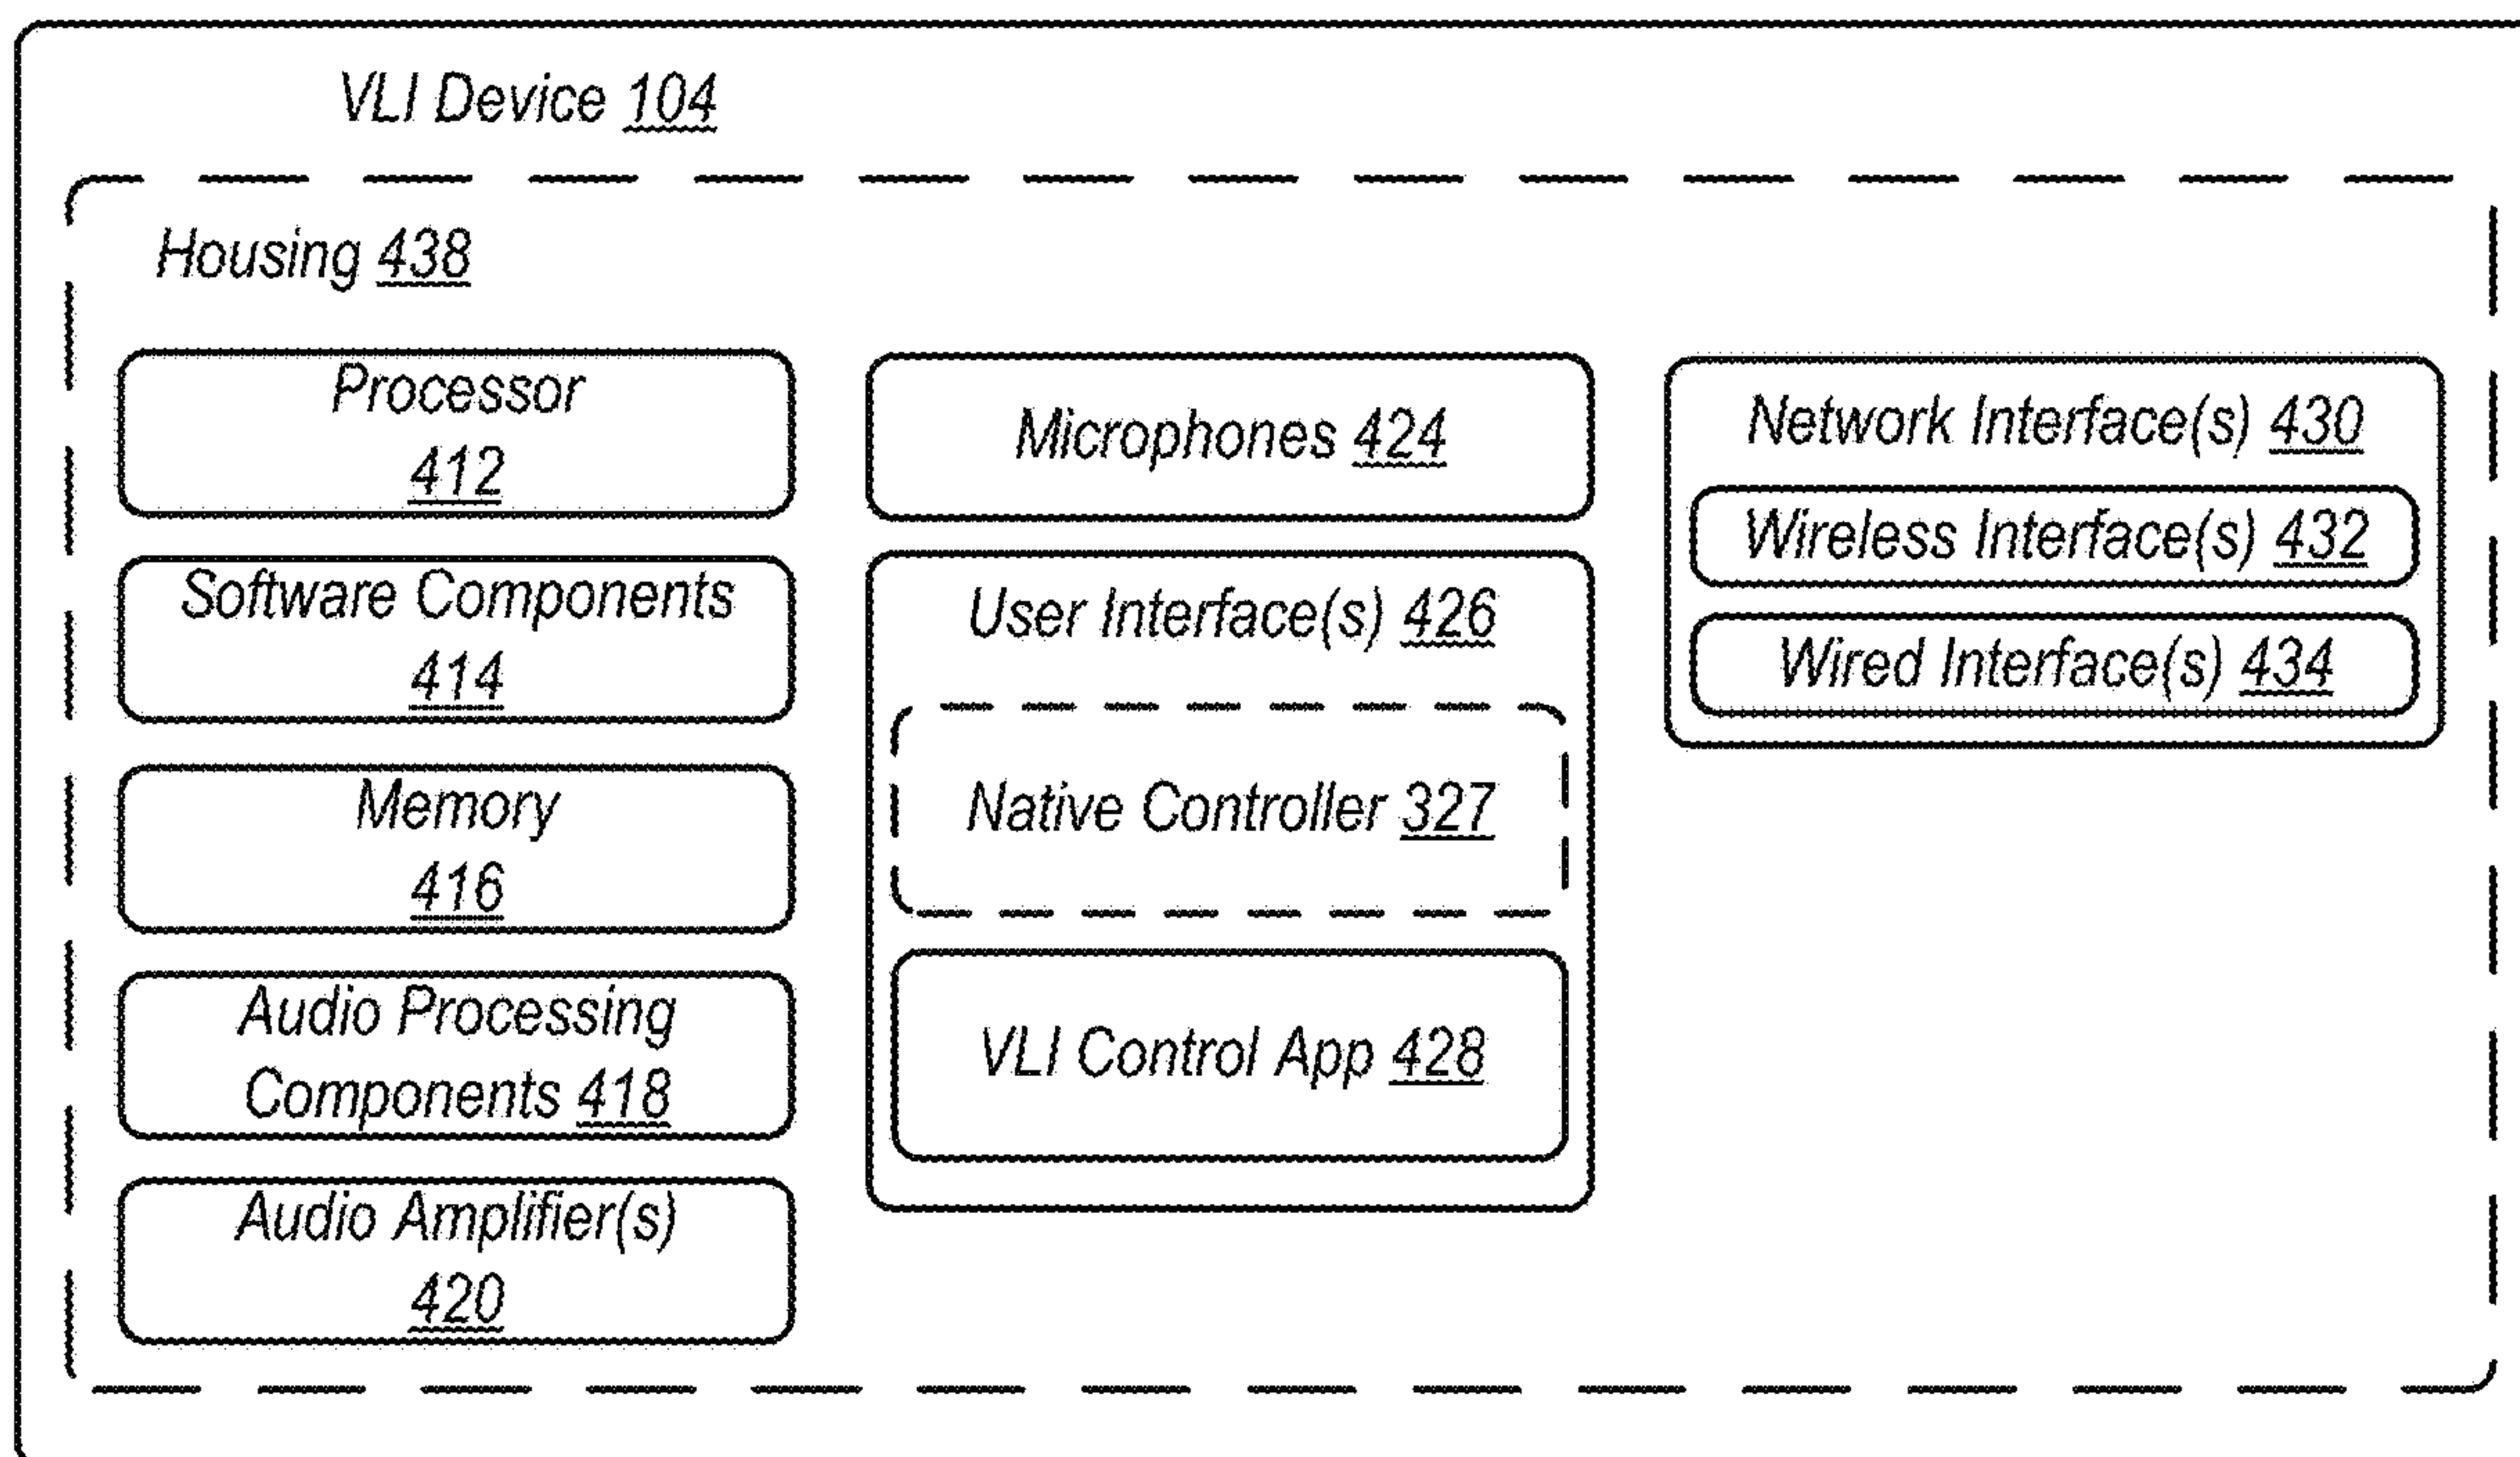 VLI Device 104
Housing 438
Processor
412
Software Components
414
Memory
416
Audio Processing
Components 418
Audio Amplifier(s)
420
Microphones 424
User Interface(s) 426
Native Controller 327
VLI Control App 428
Network Interface(s) 430
Wireless Interface(s) 432
Wired Interface(s) 434